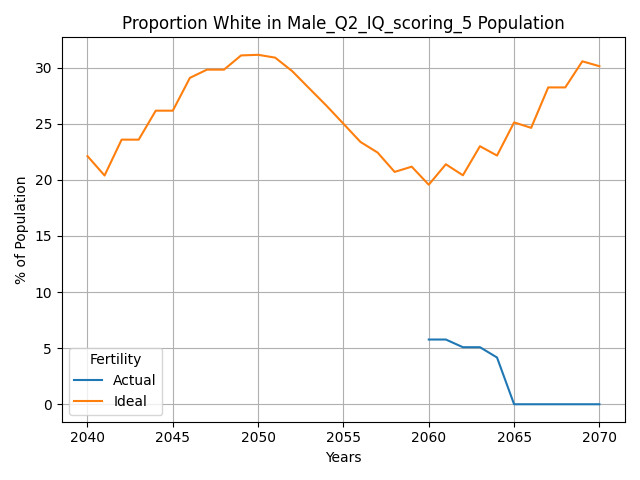 Proportion White in Male_Q2_IQ_scoring_5 Population
% of Population
30
25
20
15
10
5
0
Fertility
Actual
Ideal
2040 2045 2050 2055 2060 2065 2070
Years